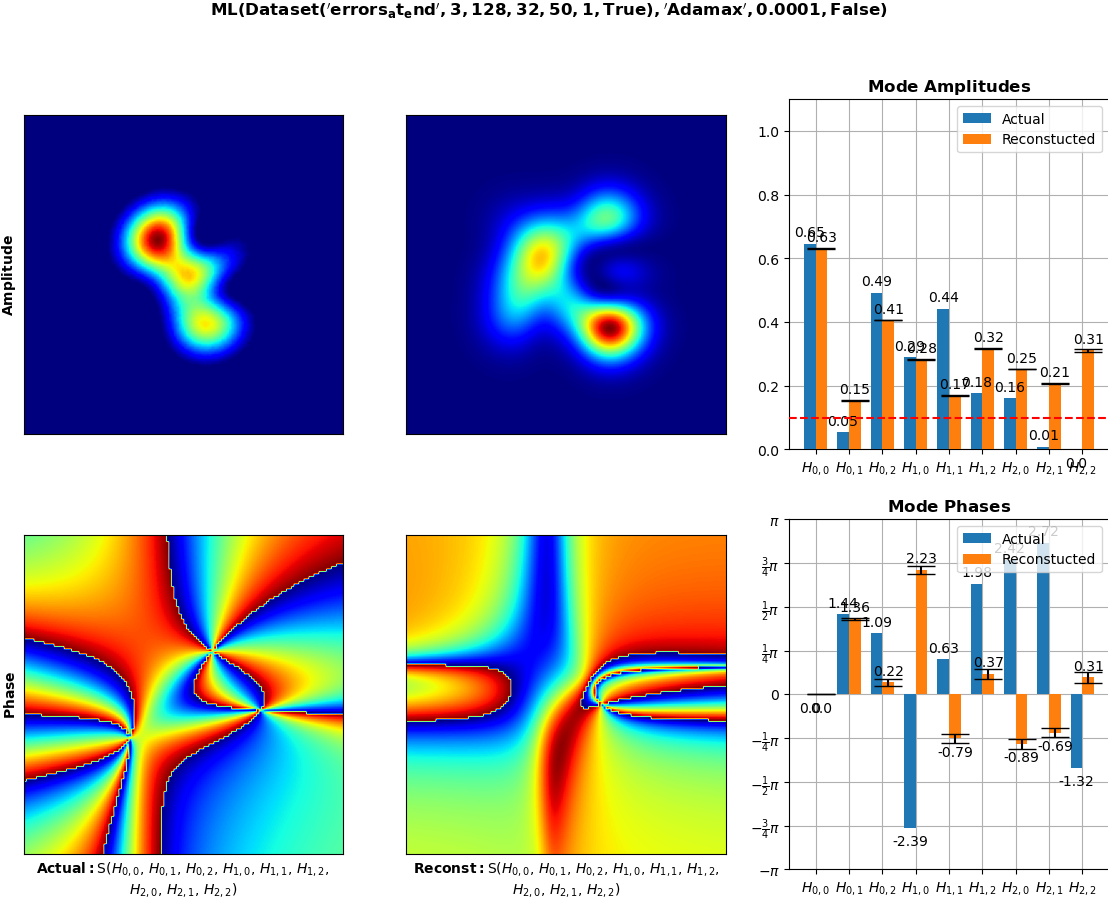 ML(Dataset('errors_at_end', 3, 128, 32, 50, 1, True), 'Adamax', 0.0001, False)
Amplitude
Mode Amplitudes
Actual
Reconstucted
1.0
0.8
0.6
0.4
0.2
0.0
0.65
0.63
0.05
0.15
0.49
0.41
0.29
0.28
0.44
0.17
0.18
0.32
0.16
0.25
0.01
0.21
0.0
0.31
H0,0 H0,1 H0,2 H1,0 H1,1 H1,2 H2,0 H2,1 H2,2
Phase
Mode Phases
Actual
Reconstucted
π
3/4π
1/2π
1/4π
0
−1/4π
−1/2π
−3/4π
−π
0.0
0.0
1.44
1.36
1.09
0.22
-2.39
2.23
0.63
-0.79
1.98
0.37
2.42
-0.89
2.72
-0.69
-1.32
0.31
H0,0 H0,1 H0,2 H1,0 H1,1 H1,2 H2,0 H2,1 H2,2
Actual: S(H0,0, H0,1, H0,2, H1,0, H1,1, H1,2,
H2,0, H2,1, H2,2)
Reconst: S(H0,0, H0,1, H0,2, H1,0, H1,1, H1,2,
H2,0, H2,1, H2,2)